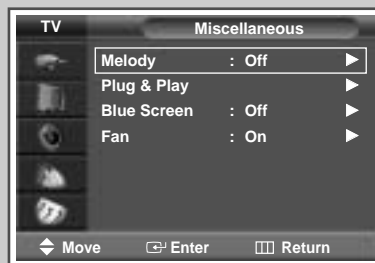 TV Miscellaneous
Melody : Off
Plug & Play
Blue Screen : Off
Fan : On
Move Enter Return